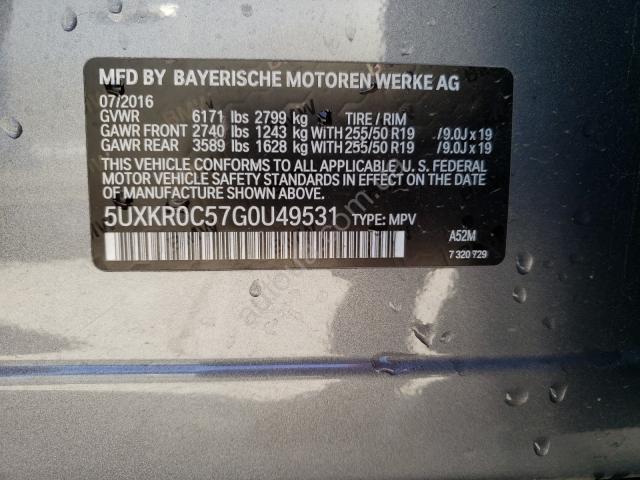 MFD BY BAYERISCHE MOTOREN WERKE AG
07/2016
GVWR 6171 lbs 2799 kg TIRE / RIM
GAWR FRONT 2740 lbs 1243 kg WITH 255/50 R19 /9.0J x 19
GAWR REAR 3589 lbs 1628 kg WITH 255/50 R19 /9.0J x 19
THIS VEHICLE CONFORMS TO ALL APPLICABLE U. S. FEDERAL
MOTOR VEHICLE SAFETY STANDARDS IN EFFECT ON THE DATE
OF MANUFACTURE SHOWN ABOVE.
5UXKR0C57G0U49531 TYPE: MPV
A52M
7 320 929